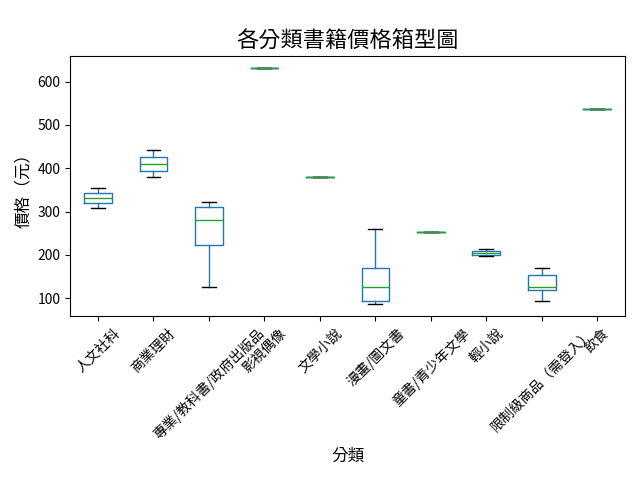 各分類書籍價格箱型圖
價格（元）
600
500
400
300
200
100
人文社科
商業理財
專業/教科書/政府出版品
影視偶像
文學小說
漫畫/圖文書
童書/青少年文學
輕小說
限制級商品（需登入）
飲食
分類